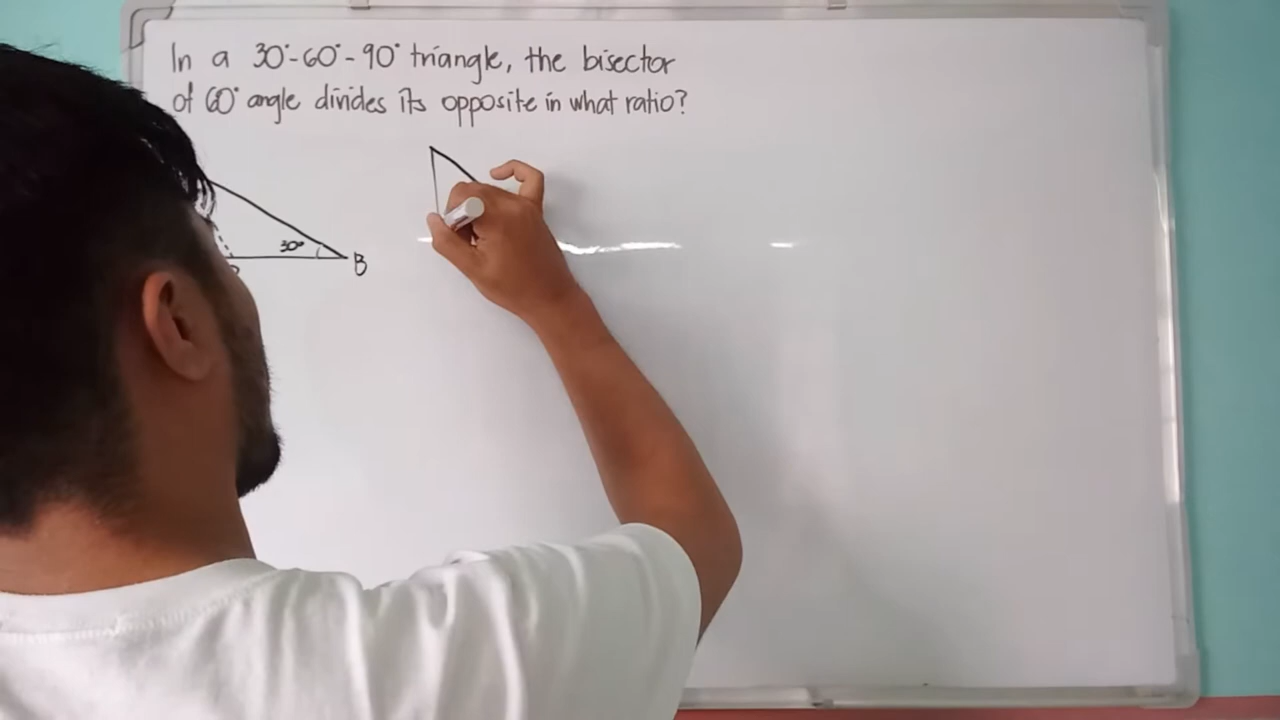 In a 30°-60°-90° triangle, the bisector
of 60° angle divides its opposite in what ratio?
30°
B